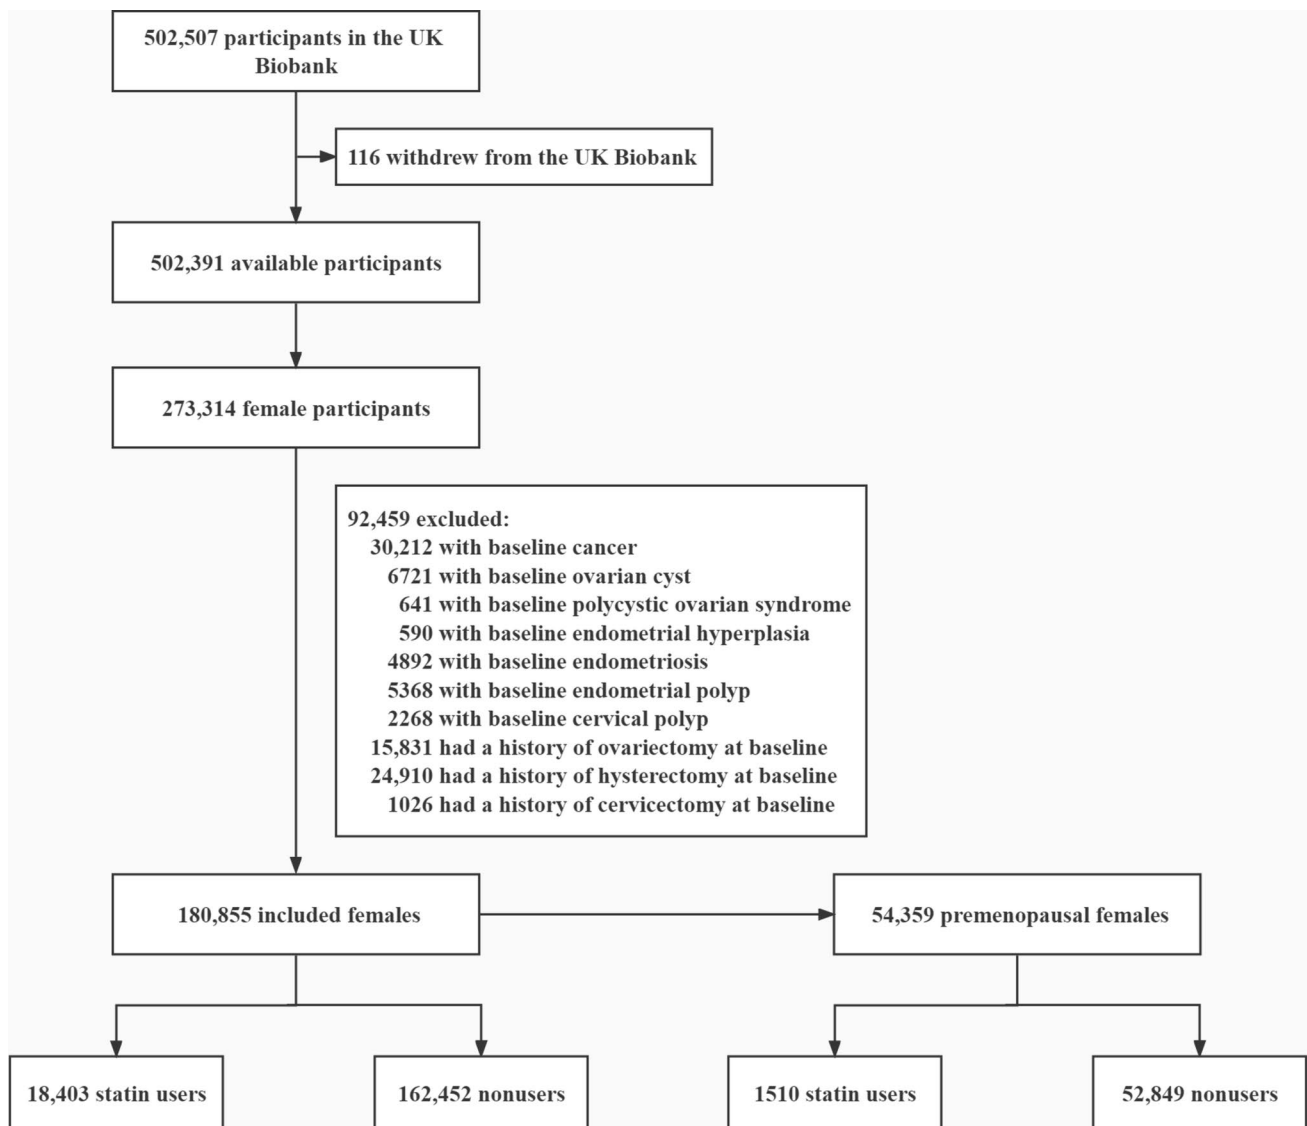 502,507 participants in the UK
Biobank
116 withdrew from the UK Biobank
502,391 available participants
273,314 female participants
92,459 excluded:
30,212 with baseline cancer
6721 with baseline ovarian cyst
641 with baseline polycystic ovarian syndrome
590 with baseline endometrial hyperplasia
4892 with baseline endometriosis
5368 with baseline endometrial polyp
2268 with baseline cervical polyp
15,831 had a history of ovariectomy at baseline
24,910 had a history of hysterectomy at baseline
1026 had a history of cervicectomy at baseline
180,855 included females
54,359 premenopausal females
18,403 statin users
162,452 nonusers
1510 statin users
52,849 nonusers